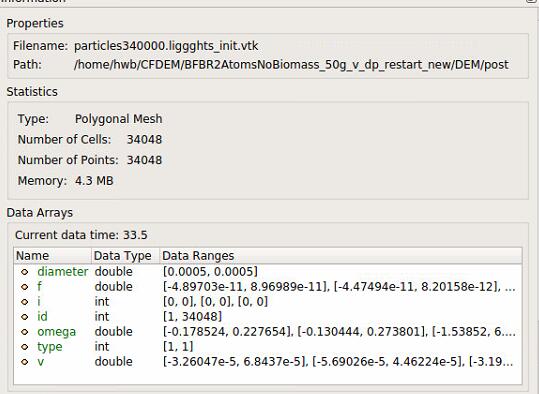 Information
Properties
Filename: particles340000.liggghts_init.vtk
Path: /home/hwb/CFDEM/BFBR2AtomsNoBiomass_50g_v_dp_restart_new/DEM/post
Statistics
Type: Polygonal Mesh
Number of Cells: 34048
Number of Points: 34048
Memory: 4.3 MB
Data Arrays
Current data time: 33.5
Name Data Type Data Ranges
diameter double [0.0005, 0.0005]
f double [-4.89703e-11, 8.96989e-11], [-4.47494e-11, 8.20158e-12], ...
i int [0, 0], [0, 0], [0, 0]
id int [1, 34048]
omega double [-0.178524, 0.227654], [-0.130444, 0.273801], [-1.53852, 6....
type int [1, 1]
v double [-3.26047e-5, 6.8437e-5], [-5.69026e-5, 4.46224e-5], [-3.19...